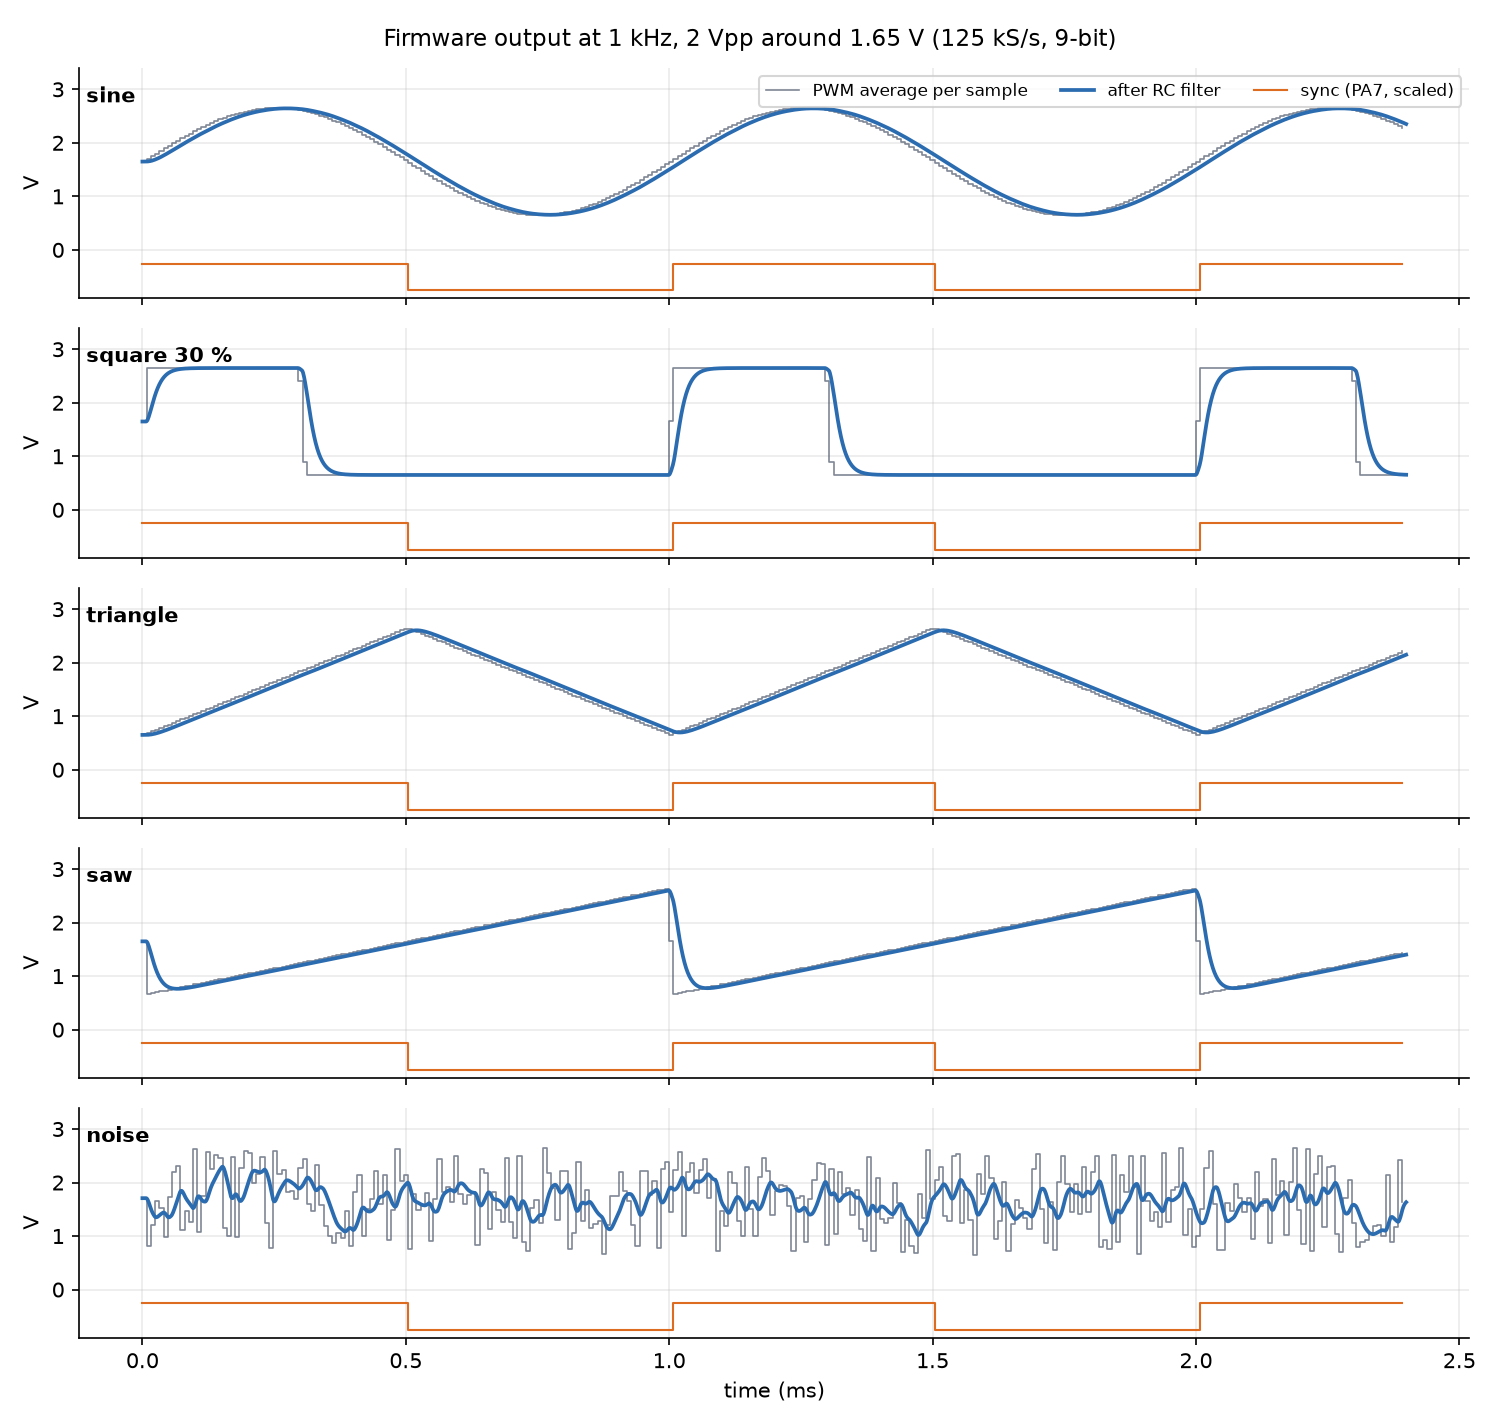 Firmware output at 1 kHz, 2 Vpp around 1.65 V (125 kS/s, 9-bit)
sine
PWM average per sample
after RC filter
sync (PA7, scaled)
3
2
1
0
V
square 30 %
3
2
1
0
V
triangle
3
2
1
0
V
saw
3
2
1
0
V
noise
3
2
1
0
V
0.0 0.5 1.0 1.5 2.0 2.5
time (ms)